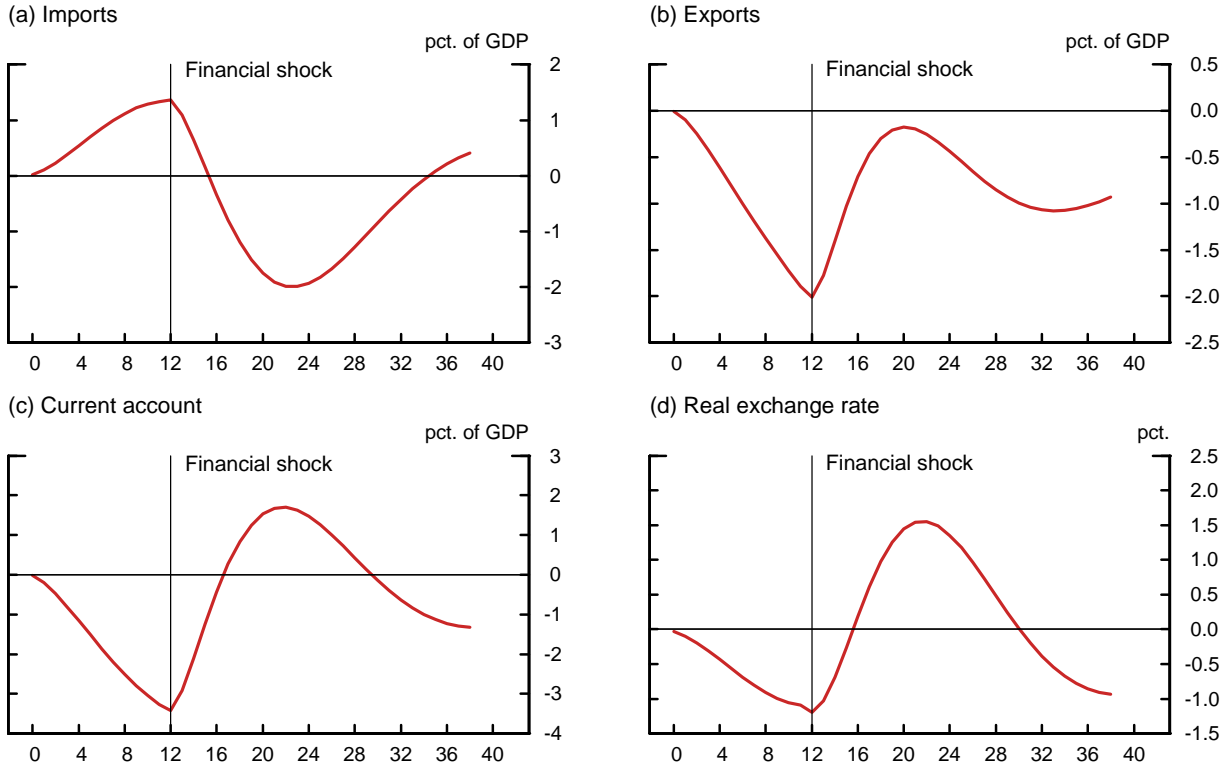 (a) Imports
pct. of GDP
Financial shock
2
1
0
-1
-2
-3
0 4 8 12 16 20 24 28 32 36 40
(b) Exports
pct. of GDP
Financial shock
0.5
0.0
-0.5
-1.0
-1.5
-2.0
-2.5
0 4 8 12 16 20 24 28 32 36 40
(c) Current account
pct. of GDP
Financial shock
3
2
1
0
-1
-2
-3
-4
0 4 8 12 16 20 24 28 32 36 40
(d) Real exchange rate
pct.
Financial shock
2.5
2.0
1.5
1.0
0.5
0.0
-0.5
-1.0
-1.5
0 4 8 12 16 20 24 28 32 36 40